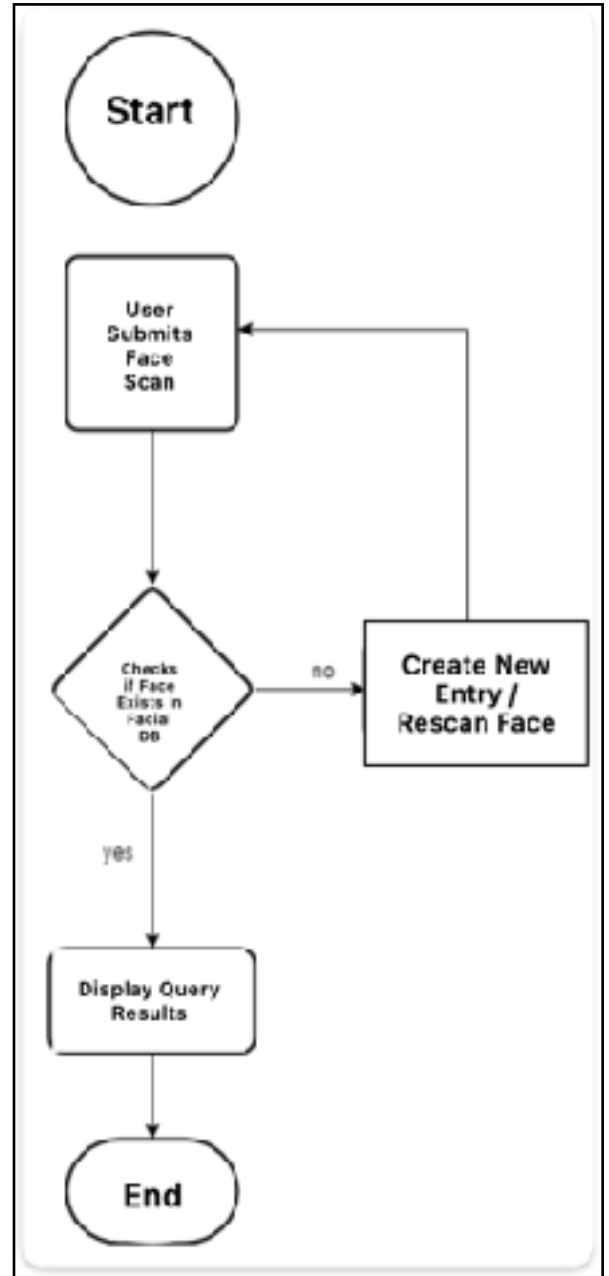 Start
User
Submits
Face
Scan
Checks
if Face
Exists in
Facial
DB
no
Create New
Entry /
Rescan Face
yes
Display Query
Results
End